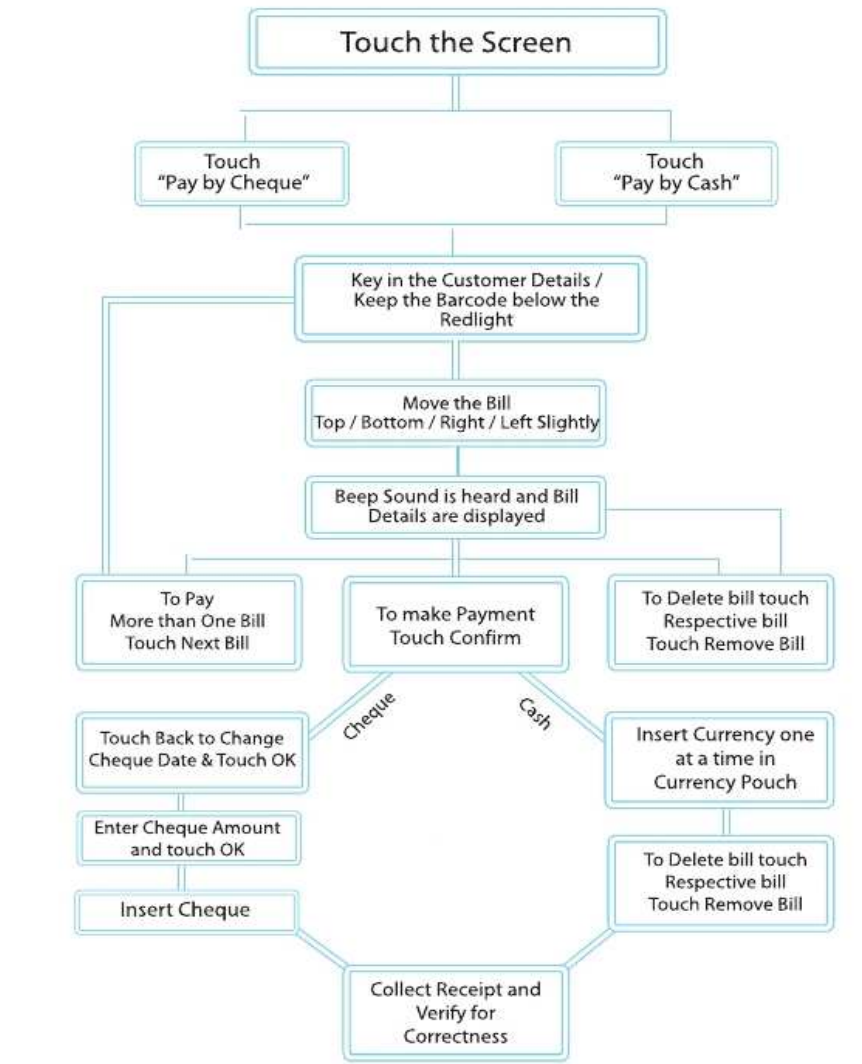 Touch the Screen
Touch
"Pay by Cheque"
Touch
"Pay by Cash"
Key in the Customer Details /
Keep the Barcode below the
Redlight
Move the Bill
Top / Bottom / Right / Left Slightly
Beep Sound is heard and Bill
Details are displayed
To Pay
More than One Bill
Touch Next Bill
To make Payment
Touch Confirm
To Delete bill touch
Respective bill
Touch Remove Bill
Cheque
Cash
Touch Back to Change
Cheque Date & Touch OK
Enter Cheque Amount
and touch OK
Insert Cheque
Insert Currency one
at a time in
Currency Pouch
To Delete bill touch
Respective bill
Touch Remove Bill
Collect Receipt and
Verify for
Correctness